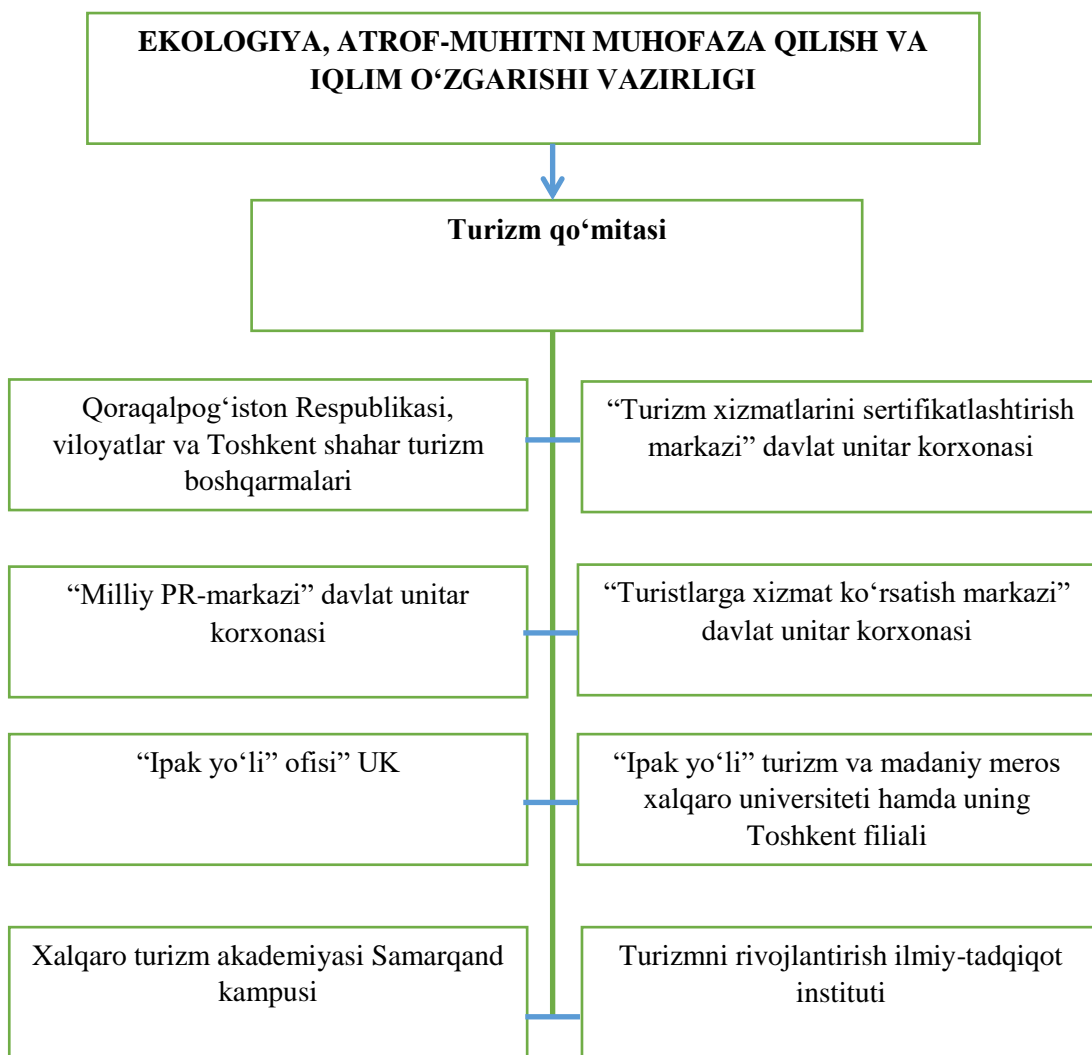 EKOLOGIYA, ATROF-MUHITNI MUHOFAZA QILISH VA
IQLIM O‘ZGARISHI VAZIRLIGI
Turizm qo‘mitasi
Qoraqalpog‘iston Respublikasi,
viloyatlar va Toshkent shahar turizm
boshqarmalari
“Turizm xizmatlarini sertifikatlashtirish
markazi” davlat unitar korxonasi
“Milliy PR-markazi” davlat unitar
korxonasi
“Turistlarga xizmat ko‘rsatish markazi”
davlat unitar korxonasi
“Ipak yo‘li” ofisi” UK
“Ipak yo‘li” turizm va madaniy meros
xalqaro universiteti hamda uning
Toshkent filiali
Xalqaro turizm akademiyasi Samarqand
kampusi
Turizmni rivojlantirish ilmiy-tadqiqot
instituti